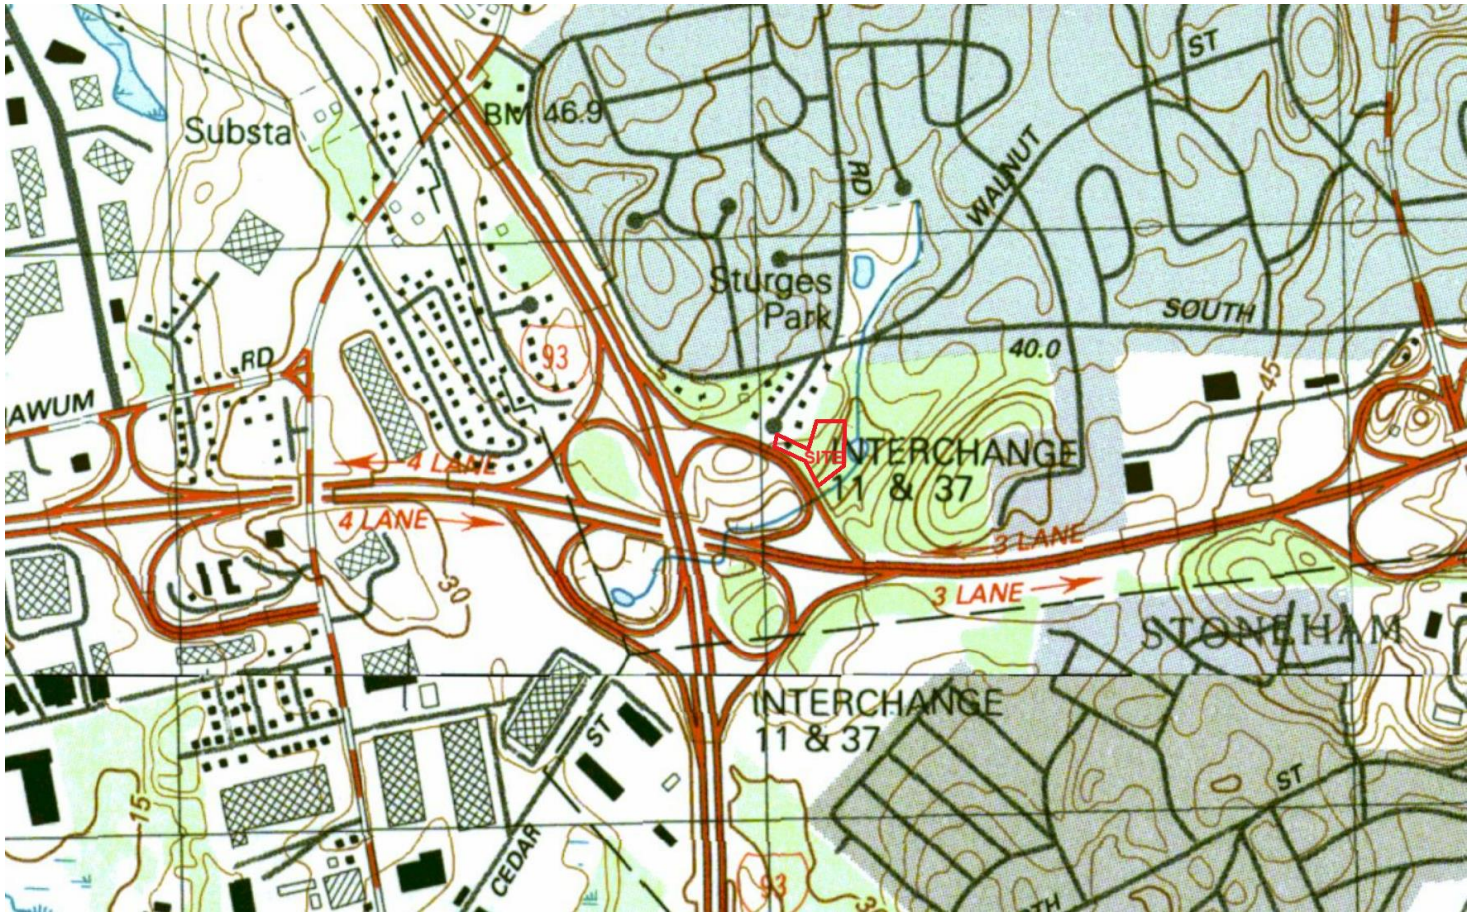 ST
BM 46.9
Substa
RD
WALNUT
Sturges
Park
SOUTH
93
40.0
RD
45
AWUM
4 LANE
SITE
INTERCHANGE
11 & 37
4 LANE
3 LANE
30
3 LANE
STONEHAM
INTERCHANGE
11 & 37
ST
ST
15
CEDAR
93
30
TH